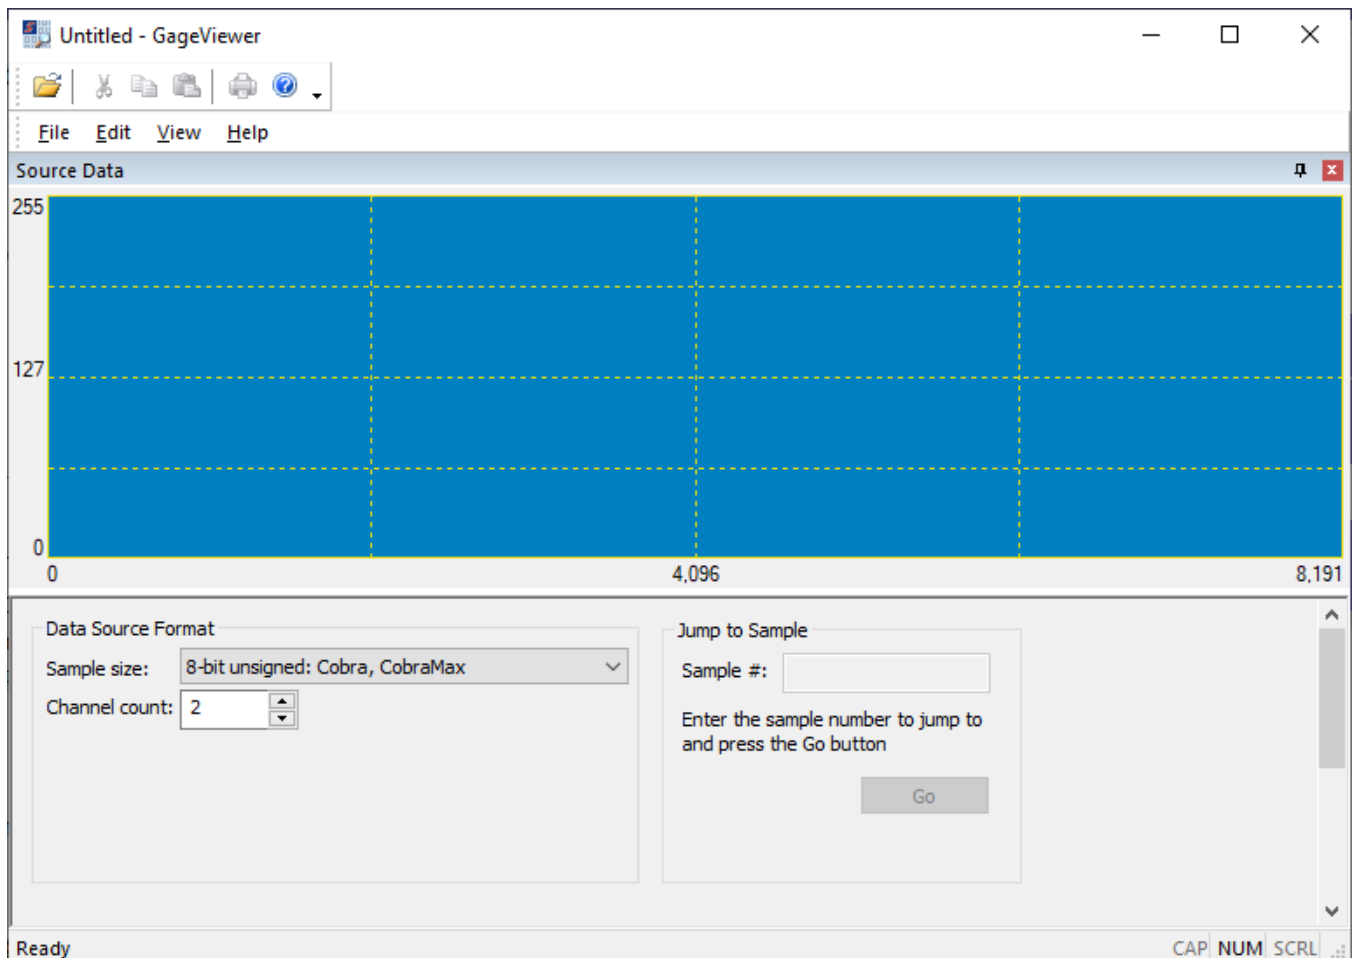 Untitled - GageViewer
File Edit View Help
Source Data
255
127
0
0 4,096 8,191
Data Source Format
Sample size: 8-bit unsigned: Cobra, CobraMax
Channel count: 2
Jump to Sample
Sample #:
Enter the sample number to jump to
and press the Go button
Go
Ready CAP NUM SCRL